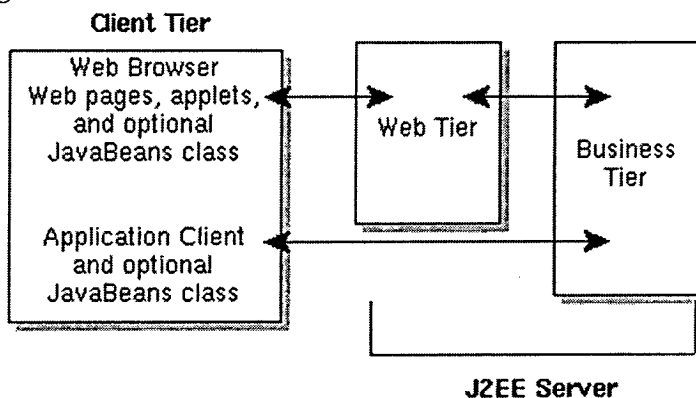 Client Tier
Web Browser
Web pages, applets,
and optional
JavaBeans class
Application Client
and optional
JavaBeans class
Web Tier
Business
Tier
J2EE Server